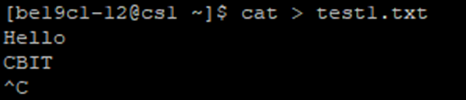 [be19cl-12@csl ~]$ cat > test1.txt
Hello
CBIT
^C